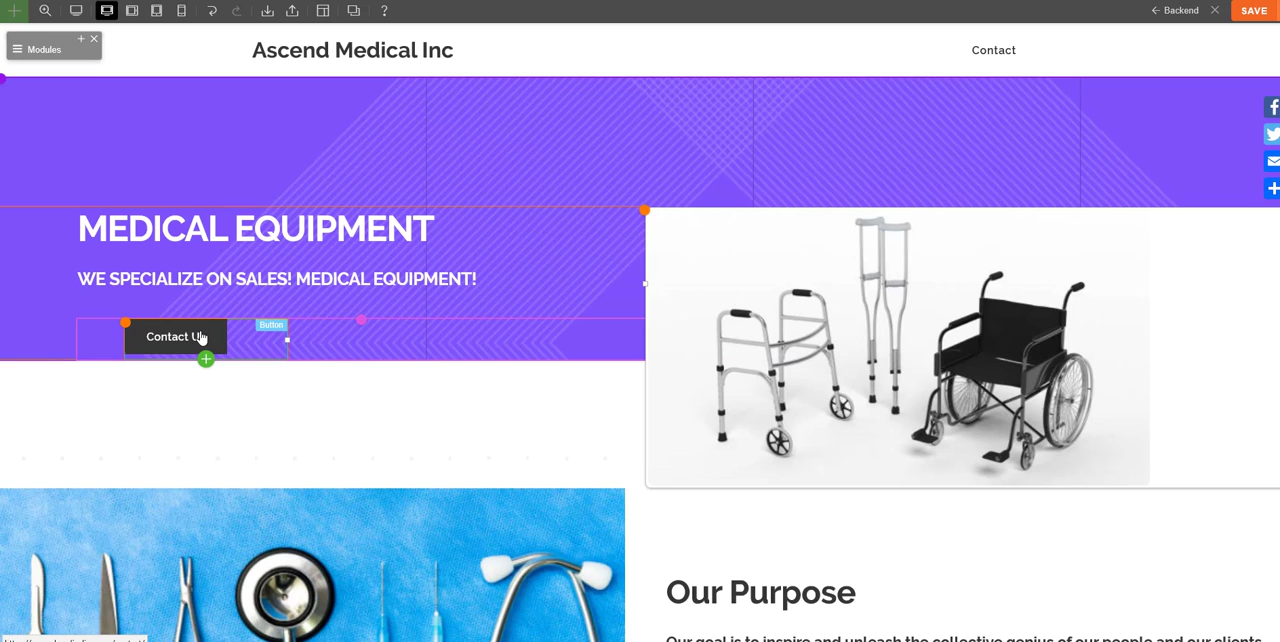 Backend
SAVE
Modules
Ascend Medical Inc
Contact
MEDICAL EQUIPMENT
WE SPECIALIZE ON SALES! MEDICAL EQUIPMENT!
Button
Contact
Our Purpose
Our goal is to inspire and unleash the collective genius of our people and our clients